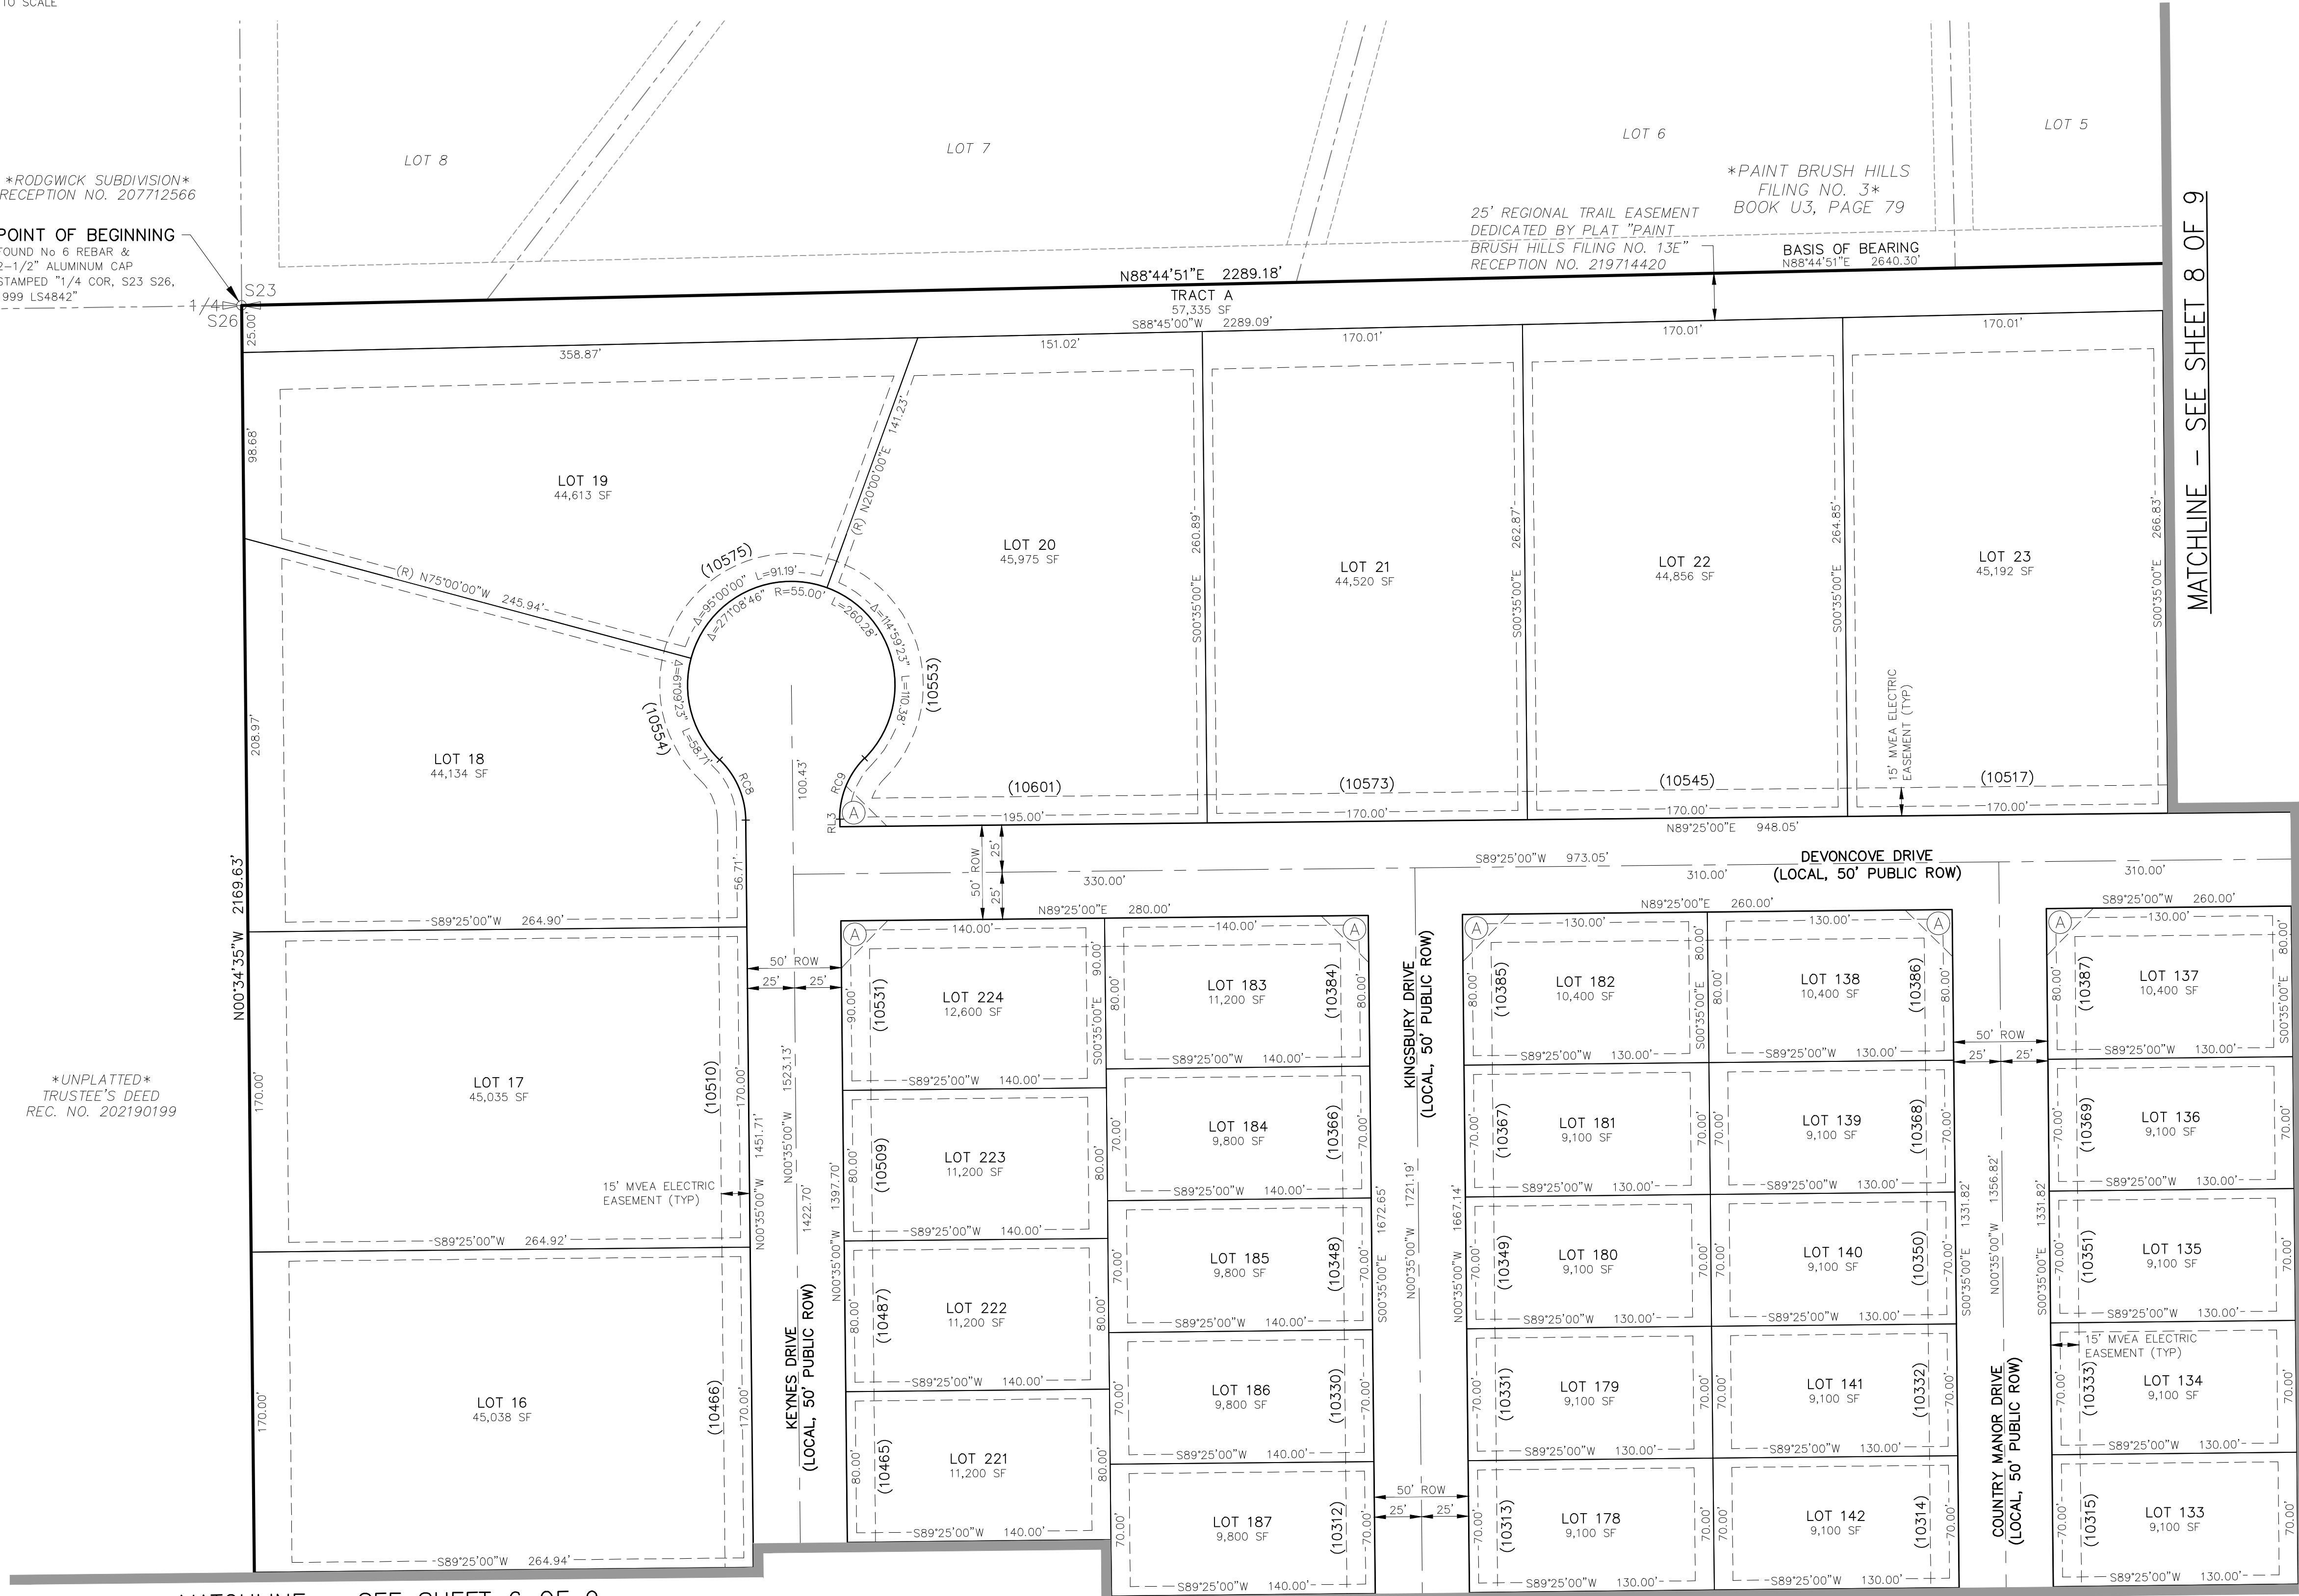 TO SCALE
LOT 8
LOT 7
LOT 6
LOT 5
*RODGWICK SUBDIVISION*
RECEPTION NO. 207712566
*PAINT BRUSH HILLS
FILING NO. 3*
BOOK U3, PAGE 79
POINT OF BEGINNING
FOUND No 6 REBAR &
2-1/2" ALUMINUM CAP
STAMPED "1/4 COR, S23 S26,
1999 LS4842"
1/4
S23
S26
25' REGIONAL TRAIL EASEMENT
DEDICATED BY PLAT "PAINT
BRUSH HILLS FILING NO. 13E"
RECEPTION NO. 219714420
BASIS OF BEARING
N88°44'51"E 2640.30'
N88°44'51"E 2289.18'
TRACT A
57,335 SF
S88°45'00"W 2289.09'
MATCHLINE - SEE SHEET 8 OF 9
25.00'
358.87'
151.02'
170.01'
170.01'
170.01'
98.68'
LOT 19
44,613 SF
(R) N20°00'00"E 141.23'
(R) N75°00'00"W 245.94'
(10575)
Δ=95°00'00" L=91.19'
Δ=271°08'46" R=55.00' L=260.28'
Δ=114°59'23" L=110.38'
(10553)
Δ=61°09'23" L=58.71'
(10554)
LOT 20
45,975 SF
S00°35'00"E 260.89'
LOT 21
44,520 SF
S00°35'00"E 262.87'
LOT 22
44,856 SF
S00°35'00"E 264.85'
LOT 23
45,192 SF
S00°35'00"E 266.83'
15' MVEA ELECTRIC
EASEMENT (TYP)
208.97'
LOT 18
44,134 SF
RC8
100.43'
RC9
RL3
A
(10601)
(10573)
(10545)
(10517)
195.00'
170.00'
170.00'
170.00'
N89°25'00"E 948.05'
56.71'
S89°25'00"W 264.90'
50' ROW
25'
25'
S89°25'00"W 973.05'
DEVONCOVE DRIVE
(LOCAL, 50' PUBLIC ROW)
330.00'
310.00'
310.00'
N89°25'00"E 280.00'
N89°25'00"E 260.00'
S89°25'00"W 260.00'
N00°34'35"W 2169.63'
*UNPLATTED*
TRUSTEE'S DEED
REC. NO. 202190199
170.00'
LOT 17
45,035 SF
(10510)
170.00'
15' MVEA ELECTRIC
EASEMENT (TYP)
S89°25'00"W 264.92'
170.00'
LOT 16
45,038 SF
(10466)
170.00'
S89°25'00"W 264.94'
50' ROW
25'
25'
N00°35'00"W 1451.71'
N00°35'00"W 1523.13'
1422.70'
N00°35'00"W 1397.70'
KEYNES DRIVE
(LOCAL, 50' PUBLIC ROW)
A
140.00'
90.00'
(10531)
LOT 224
12,600 SF
S00°35'00"E 90.00'
S89°25'00"W 140.00'
80.00'
(10509)
LOT 223
11,200 SF
80.00'
S89°25'00"W 140.00'
80.00'
(10487)
LOT 222
11,200 SF
80.00'
S89°25'00"W 140.00'
80.00'
(10465)
LOT 221
11,200 SF
80.00'
S89°25'00"W 140.00'
140.00'
A
80.00'
LOT 183
11,200 SF
(10384)
80.00'
S89°25'00"W 140.00'
70.00'
LOT 184
9,800 SF
(10366)
70.00'
S89°25'00"W 140.00'
70.00'
LOT 185
9,800 SF
(10348)
70.00'
S89°25'00"W 140.00'
70.00'
LOT 186
9,800 SF
(10330)
70.00'
S89°25'00"W 140.00'
70.00'
LOT 187
9,800 SF
(10312)
70.00'
S89°25'00"W 140.00'
KINGSBURY DRIVE
(LOCAL, 50' PUBLIC ROW)
S00°35'00"E 1672.65'
N00°35'00"W 1721.19'
N00°35'00"W 1667.14'
50' ROW
25'
25'
A
130.00'
80.00'
(10385)
LOT 182
10,400 SF
S00°35'00"E 80.00'
S89°25'00"W 130.00'
70.00'
(10367)
LOT 181
9,100 SF
70.00'
S89°25'00"W 130.00'
70.00'
(10349)
LOT 180
9,100 SF
70.00'
S89°25'00"W 130.00'
70.00'
(10331)
LOT 179
9,100 SF
70.00'
S89°25'00"W 130.00'
70.00'
(10313)
LOT 178
9,100 SF
70.00'
S89°25'00"W 130.00'
130.00'
A
80.00'
LOT 138
10,400 SF
(10386)
80.00'
S89°25'00"W 130.00'
70.00'
LOT 139
9,100 SF
(10368)
70.00'
S89°25'00"W 130.00'
70.00'
LOT 140
9,100 SF
(10350)
70.00'
S89°25'00"W 130.00'
70.00'
LOT 141
9,100 SF
(10332)
70.00'
S89°25'00"W 130.00'
70.00'
LOT 142
9,100 SF
(10314)
70.00'
S89°25'00"W 130.00'
50' ROW
25'
25'
S00°35'00"E 1331.82'
N00°35'00"W 1356.82'
S00°35'00"E 1331.82'
COUNTRY MANOR DRIVE
(LOCAL, 50' PUBLIC ROW)
A
130.00'
80.00'
(10387)
LOT 137
10,400 SF
S00°35'00"E 80.00'
S89°25'00"W 130.00'
70.00'
(10369)
LOT 136
9,100 SF
70.00'
S89°25'00"W 130.00'
70.00'
(10351)
LOT 135
9,100 SF
70.00'
S89°25'00"W 130.00'
15' MVEA ELECTRIC
EASEMENT (TYP)
70.00'
(10333)
LOT 134
9,100 SF
70.00'
S89°25'00"W 130.00'
70.00'
(10315)
LOT 133
9,100 SF
70.00'
MATCHLINE - SEE SHEET 6 OF 9